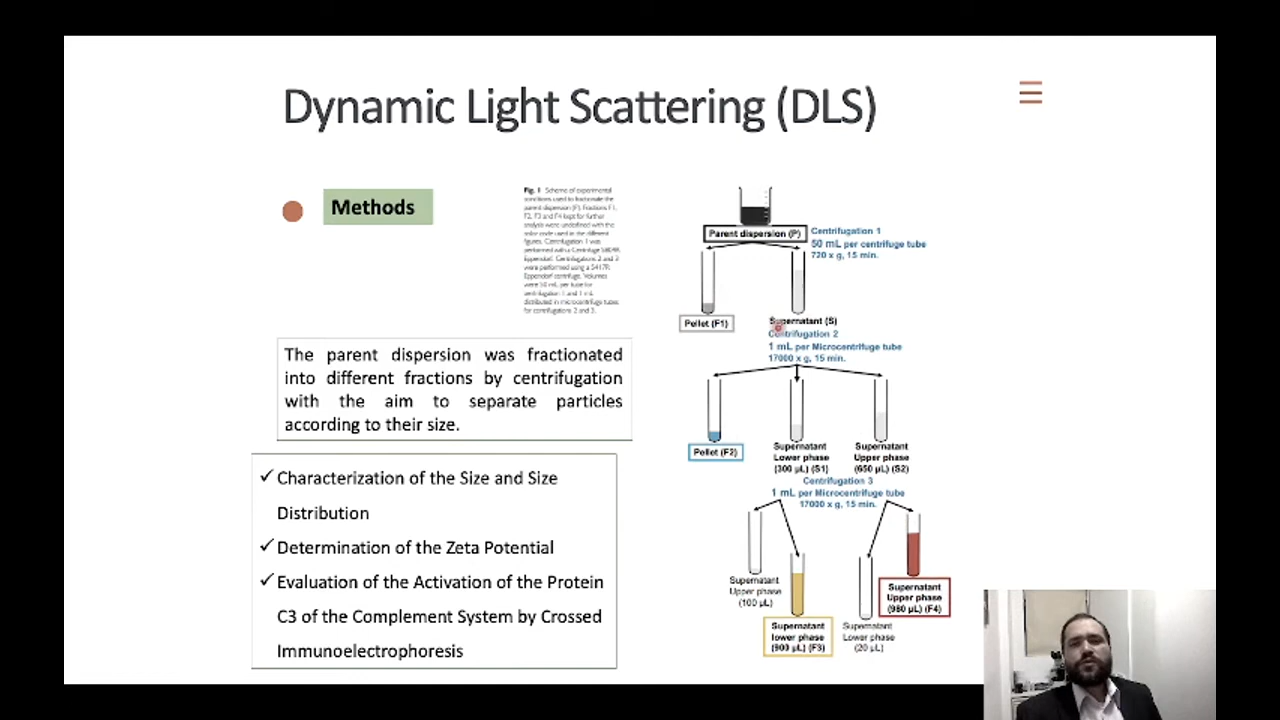 Dynamic Light Scattering (DLS)
Methods
Fig. 1 Scheme of experimental
conditions used to fractionate the
parent dispersion (P). Fractions F1,
F2, F3 and F4 kept for further
analysis were underlined with the
color code used in the different
figures. Centrifugation 1 was
performed with a Centrifuge 5804R
Eppendorf. Centrifugations 2 and 3
were performed using a 5417R
Eppendorf centrifuge. Volumes
were 50 mL per tube for
centrifugation 1 and 1 mL
distributed in microcentrifuge tubes
for centrifugations 2 and 3.
Parent dispersion (P)
Centrifugation 1
50 mL per centrifuge tube
720 x g, 15 min.
Pellet (F1)
Supernatant (S)
Centrifugation 2
1 mL per Microcentrifuge tube
17000 x g, 15 min.
The parent dispersion was fractionated
into different fractions by centrifugation
with the aim to separate particles
according to their size.
Pellet (F2)
Supernatant
Lower phase
(300 µL) (S1)
Supernatant
Upper phase
(650 µL) (S2)
Centrifugation 3
1 mL per Microcentrifuge tube
17000 x g, 15 min.
✓Characterization of the Size and Size
Distribution
✓Determination of the Zeta Potential
✓Evaluation of the Activation of the Protein
C3 of the Complement System by Crossed
Immunoelectrophoresis
Supernatant
Upper phase
(100 µL)
Supernatant
lower phase
(900 µL) (F3)
Supernatant
Lower phase
(20 µL)
Supernatant
Upper phase
(980 µL) (F4)